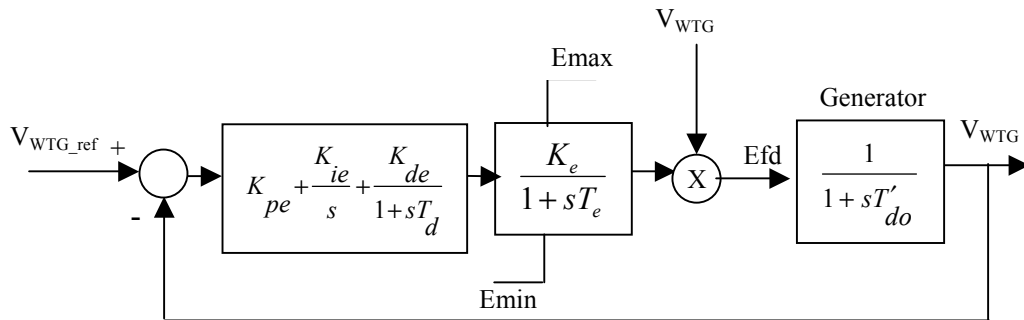 V_WTG
Emax
Generator
V_WTG_ref +
K_pe + K_ie/s + K_de/(1+sT_d)
K_e/(1+sT_e)
X
Efd
1/(1+sT'_do)
V_WTG
-
Emin